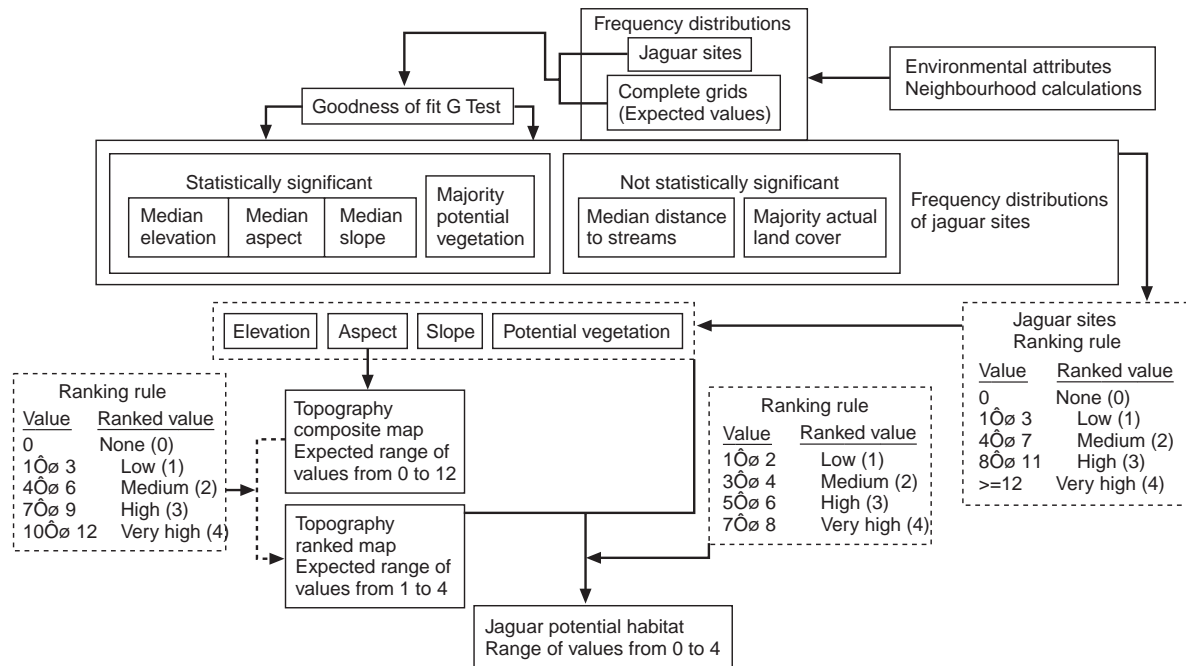 Frequency distributions
Jaguar sites
Complete grids
(Expected values)
Environmental attributes
Neighbourhood calculations
Goodness of fit G Test
Statistically significant
Median
elevation
Median
aspect
Median
slope
Majority
potential
vegetation
Not statistically significant
Median distance
to streams
Majority actual
land cover
Frequency distributions
of jaguar sites
Elevation
Aspect
Slope
Potential vegetation
Jaguar sites
Ranking rule
Value Ranked value
0 None (0)
1Ôø 3 Low (1)
4Ôø 7 Medium (2)
8Ôø 11 High (3)
>=12 Very high (4)
Ranking rule
Value Ranked value
0 None (0)
1Ôø 3 Low (1)
4Ôø 6 Medium (2)
7Ôø 9 High (3)
10Ôø 12 Very high (4)
Topography
composite map
Expected range of
values from 0 to 12
Topography
ranked map
Expected range of
values from 1 to 4
Ranking rule
Value Ranked value
1Ôø 2 Low (1)
3Ôø 4 Medium (2)
5Ôø 6 High (3)
7Ôø 8 Very high (4)
Jaguar potential habitat
Range of values from 0 to 4